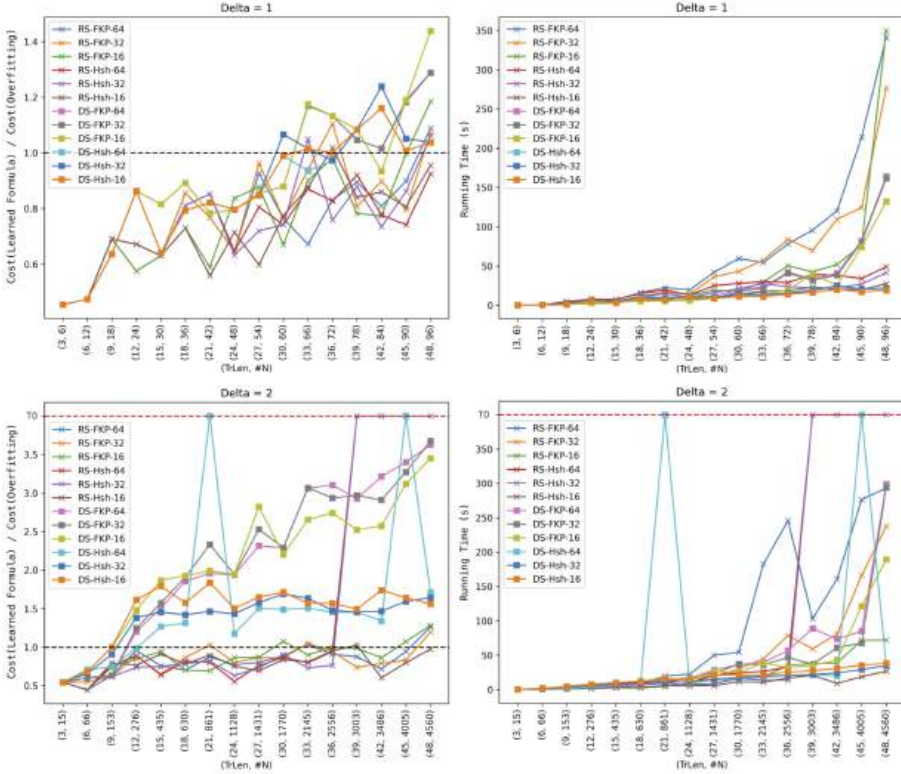 Delta = 1
Cost(Learned Formula) / Cost(Overfitting)
1.4
1.2
1.0
0.8
0.6
RS-FKP-64
RS-FKP-32
RS-FKP-16
RS-Hsh-64
RS-Hsh-32
RS-Hsh-16
DS-FKP-64
DS-FKP-32
DS-FKP-16
DS-Hsh-64
DS-Hsh-32
DS-Hsh-16
(3, 6)
(6, 12)
(9, 18)
(12, 24)
(15, 30)
(18, 36)
(21, 42)
(24, 48)
(27, 54)
(30, 60)
(33, 66)
(36, 72)
(39, 78)
(42, 84)
(45, 90)
(48, 96)
(TrLen, #N)
Delta = 1
Running Time (s)
350
300
250
200
150
100
50
0
RS-FKP-64
RS-FKP-32
RS-FKP-16
RS-Hsh-64
RS-Hsh-32
RS-Hsh-16
DS-FKP-64
DS-FKP-32
DS-FKP-16
DS-Hsh-64
DS-Hsh-32
DS-Hsh-16
(3, 6)
(6, 12)
(9, 18)
(12, 24)
(15, 30)
(18, 36)
(21, 42)
(24, 48)
(27, 54)
(30, 60)
(33, 66)
(36, 72)
(39, 78)
(42, 84)
(45, 90)
(48, 96)
(TrLen, #N)
Delta = 2
Cost(Learned Formula) / Cost(Overfitting)
TO
3.5
3.0
2.5
2.0
1.5
1.0
0.5
RS-FKP-64
RS-FKP-32
RS-FKP-16
RS-Hsh-64
RS-Hsh-32
RS-Hsh-16
DS-FKP-64
DS-FKP-32
DS-FKP-16
DS-Hsh-64
DS-Hsh-32
DS-Hsh-16
(3, 15)
(6, 66)
(9, 153)
(12, 276)
(15, 435)
(18, 630)
(21, 861)
(24, 1128)
(27, 1431)
(30, 1770)
(33, 2145)
(36, 2556)
(39, 3003)
(42, 3486)
(45, 4005)
(48, 4560)
(TrLen, #N)
Delta = 2
Running Time (s)
TO
350
300
250
200
150
100
50
0
RS-FKP-64
RS-FKP-32
RS-FKP-16
RS-Hsh-64
RS-Hsh-32
RS-Hsh-16
DS-FKP-64
DS-FKP-32
DS-FKP-16
DS-Hsh-64
DS-Hsh-32
DS-Hsh-16
(3, 15)
(6, 66)
(9, 153)
(12, 276)
(15, 435)
(18, 630)
(21, 861)
(24, 1128)
(27, 1431)
(30, 1770)
(33, 2145)
(36, 2556)
(39, 3003)
(42, 3486)
(45, 4005)
(48, 4560)
(TrLen, #N)